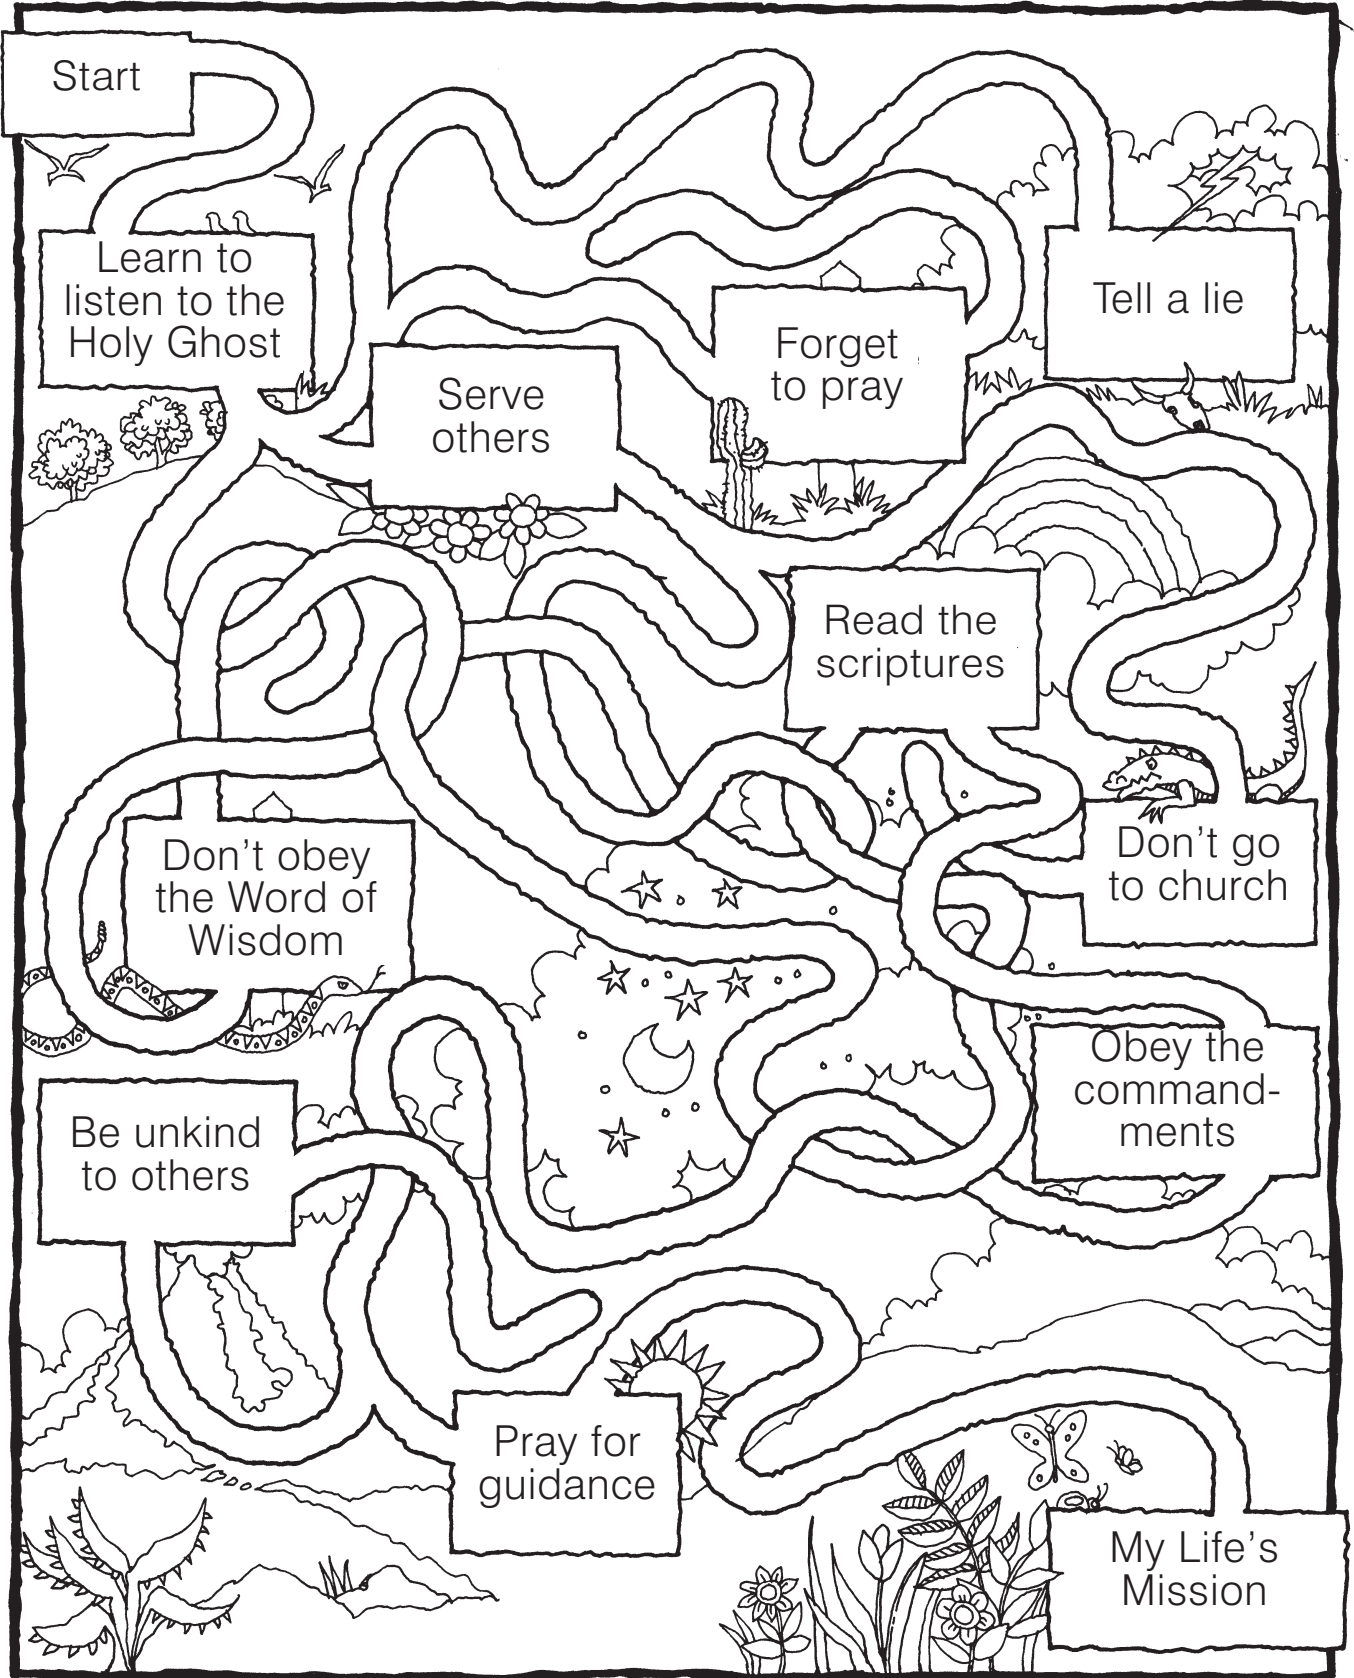 Start
Learn to
listen to the
Holy Ghost
Tell a lie
Forget
to pray
Serve
others
Read the
scriptures
Don't go
to church
Don't obey
the Word of
Wisdom
Obey the
command-
ments
Be unkind
to others
Pray for
guidance
My Life's
Mission